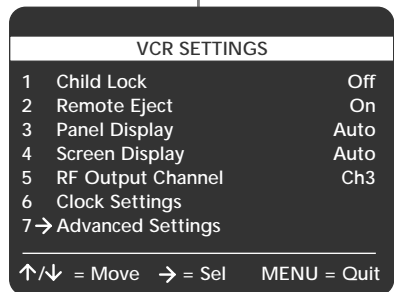 VCR SETTINGS
1 Child Lock Off
2 Remote Eject On
3 Panel Display Auto
4 Screen Display Auto
5 RF Output Channel Ch3
6 Clock Settings
7→ Advanced Settings
↑/↓ = Move → = Sel MENU = Quit